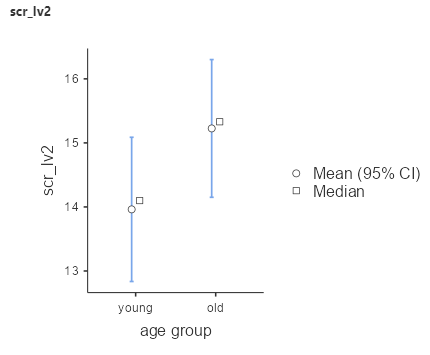 scr_lv2
16
15
14
13
scr_lv2
young
old
age group
Mean (95% CI)
Median